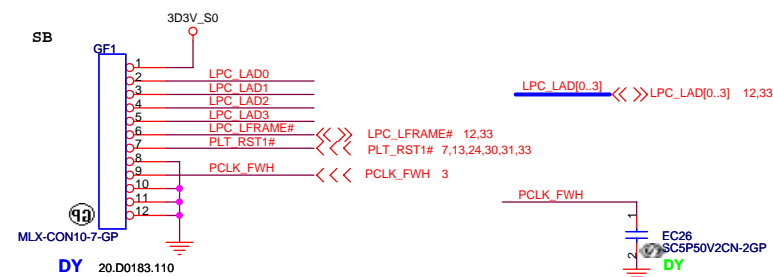 3D3V_S0
SB
GF1
1
2 LPC_LAD0
3 LPC_LAD1
4 LPC_LAD2
5 LPC_LAD3
6 LPC_LFRAME# LPC_LFRAME# 12,33
7 PLT_RST1# PLT_RST1# 7,13,24,30,31,33
8
9 PCLK_FWH PCLK_FWH 3
10
11
12
MLX-CON10-7-GP
DY 20.D0183.110
LPC_LAD[0..3] LPC_LAD[0..3] 12,33
PCLK_FWH
1
EC26
2 SC5P50V2CN-2GP
DY